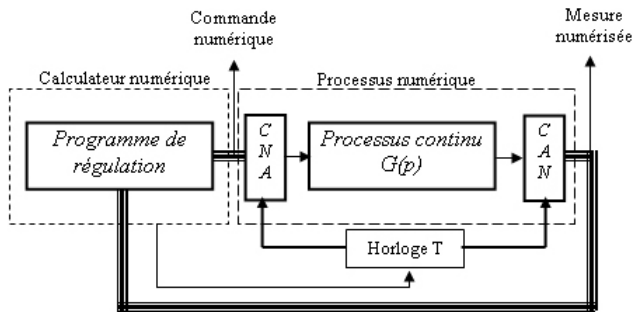 Commande
numérique
Mesure
numérisée
Calculateur numérique
Processus numérique
Programme de
régulation
C
N
A
Processus continu
G(p)
C
A
N
Horloge T